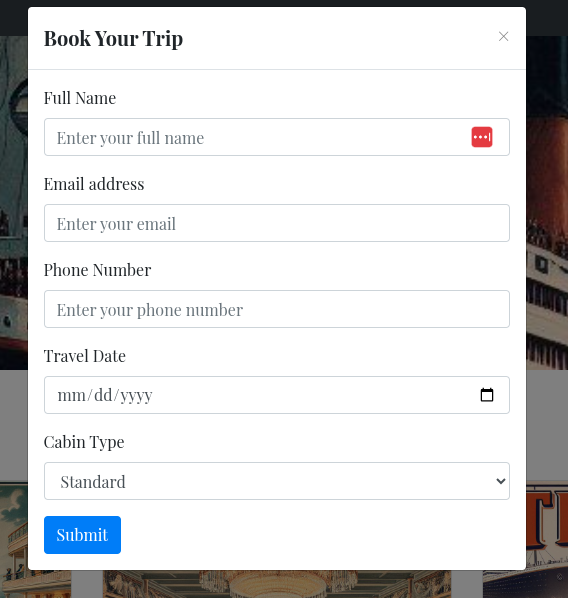 Book Your Trip
×
Full Name
Enter your full name
Email address
Enter your email
Phone Number
Enter your phone number
Travel Date
mm/dd/yyyy
Cabin Type
Standard
Submit